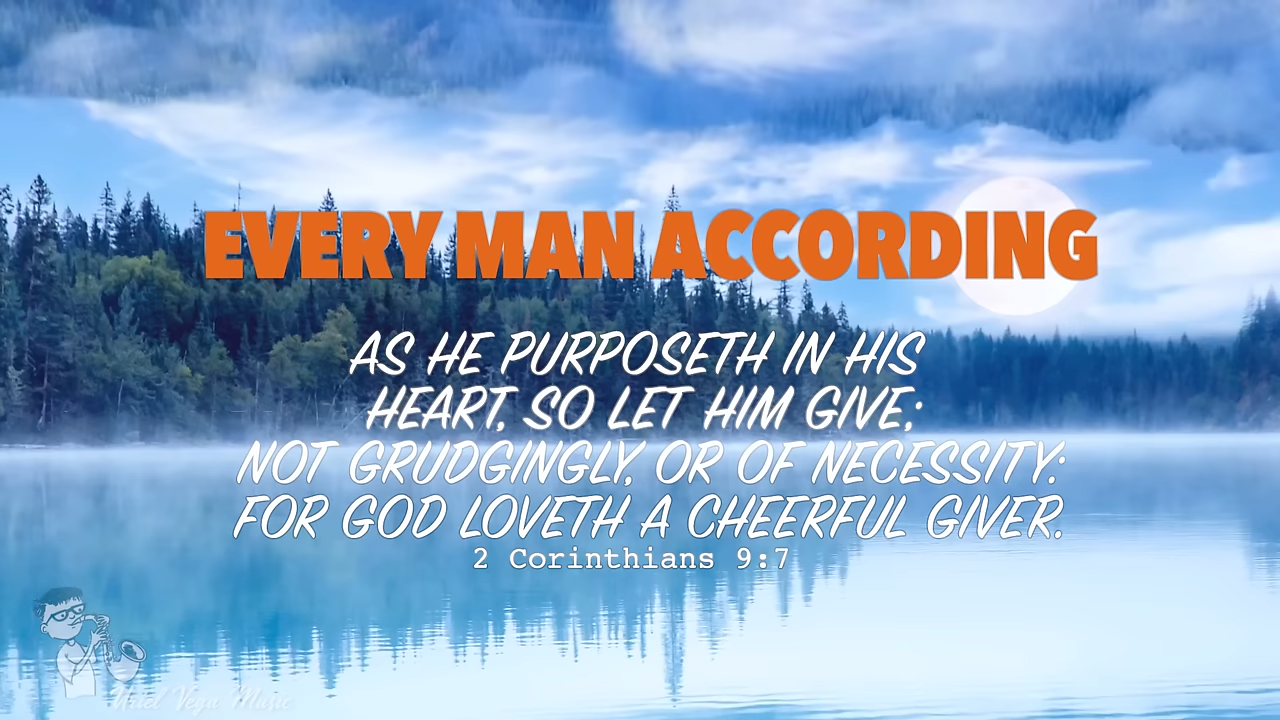 EVERY MAN ACCORDING
AS HE PURPOSETH IN HIS
HEART, SO LET HIM GIVE;
NOT GRUDGINGLY, OR OF NECESSITY:
FOR GOD LOVETH A CHEERFUL GIVER.
2 Corinthians 9:7
Uriel Vega Music